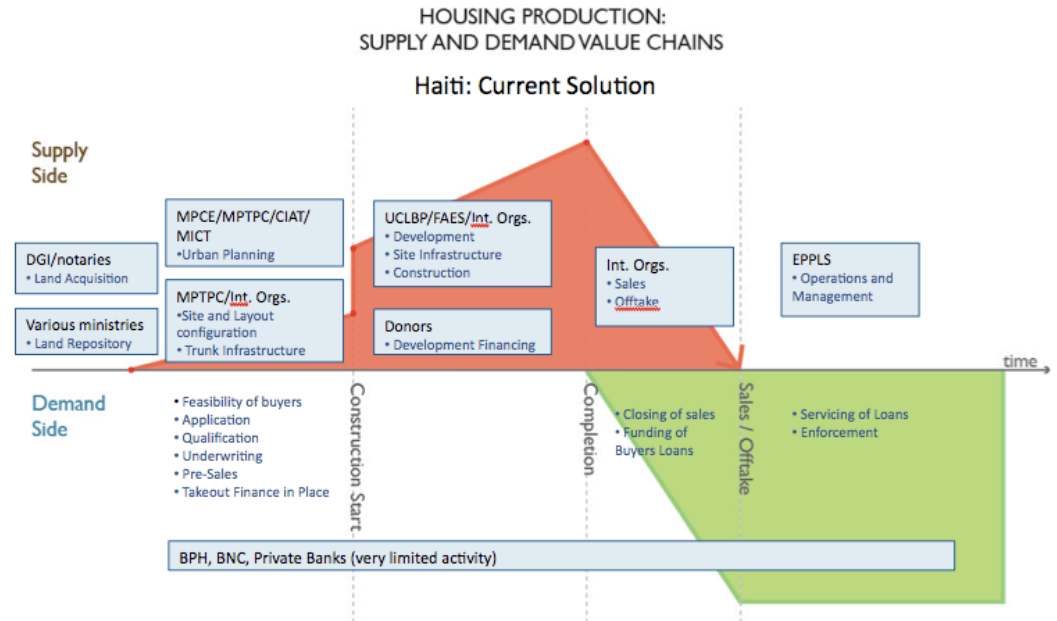 HOUSING PRODUCTION:
SUPPLY AND DEMAND VALUE CHAINS
Haiti: Current Solution
Supply
Side
DGI/notaries
• Land Acquisition
Various ministries
• Land Repository
MPCE/MPTPC/CIAT/
MICT
•Urban Planning
MPTPC/Int. Orgs.
•Site and Layout
configuration
• Trunk Infrastructure
UCLBP/FAES/Int. Orgs.
• Development
• Site Infrastructure
• Construction
Donors
• Development Financing
Int. Orgs.
• Sales
• Offtake
EPPLS
• Operations and
Management
time
Demand
Side
• Feasibility of buyers
• Application
• Qualification
• Underwriting
• Pre-Sales
• Takeout Finance in Place
Construction Start
Completion
• Closing of sales
• Funding of
Buyers Loans
Sales / Offtake
• Servicing of Loans
• Enforcement
BPH, BNC, Private Banks (very limited activity)